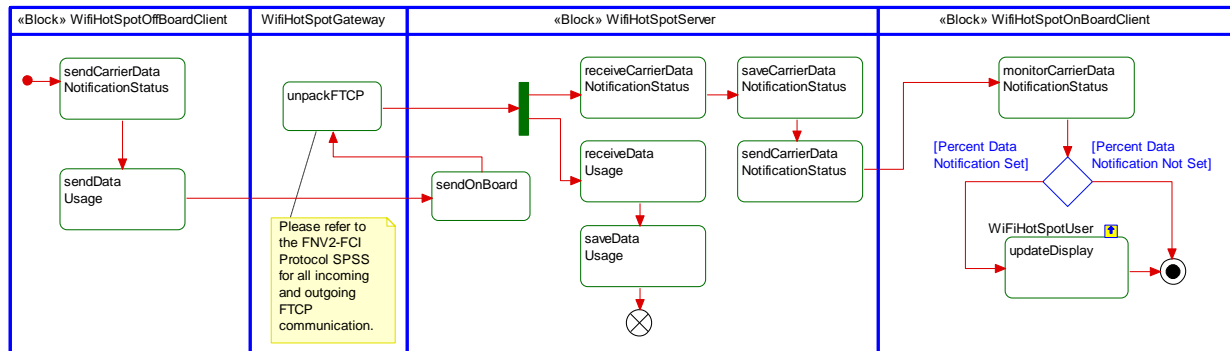 «Block» WifiHotSpotOffBoardClient
WifiHotSpotGateway
«Block» WifiHotSpotServer
«Block» WifiHotSpotOnBoardClient
sendCarrierData
NotificationStatus
sendData
Usage
unpackFTCP
Please refer to
the FNV2-FCI
Protocol SPSS
for all incoming
and outgoing
FTCP
communication.
sendOnBoard
receiveCarrierData
NotificationStatus
saveCarrierData
NotificationStatus
receiveData
Usage
sendCarrierData
NotificationStatus
saveData
Usage
monitorCarrierData
NotificationStatus
[Percent Data
Notification Set]
[Percent Data
Notification Not Set]
WiFiHotSpotUser
updateDisplay